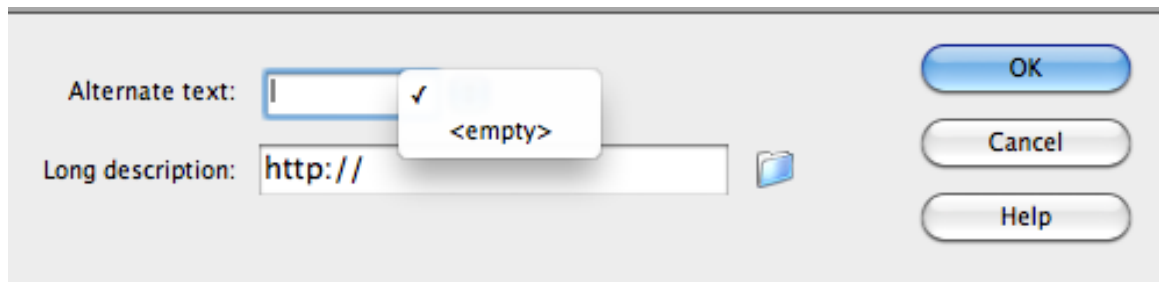 Alternate text:
<empty>
Long description:
http://
OK
Cancel
Help